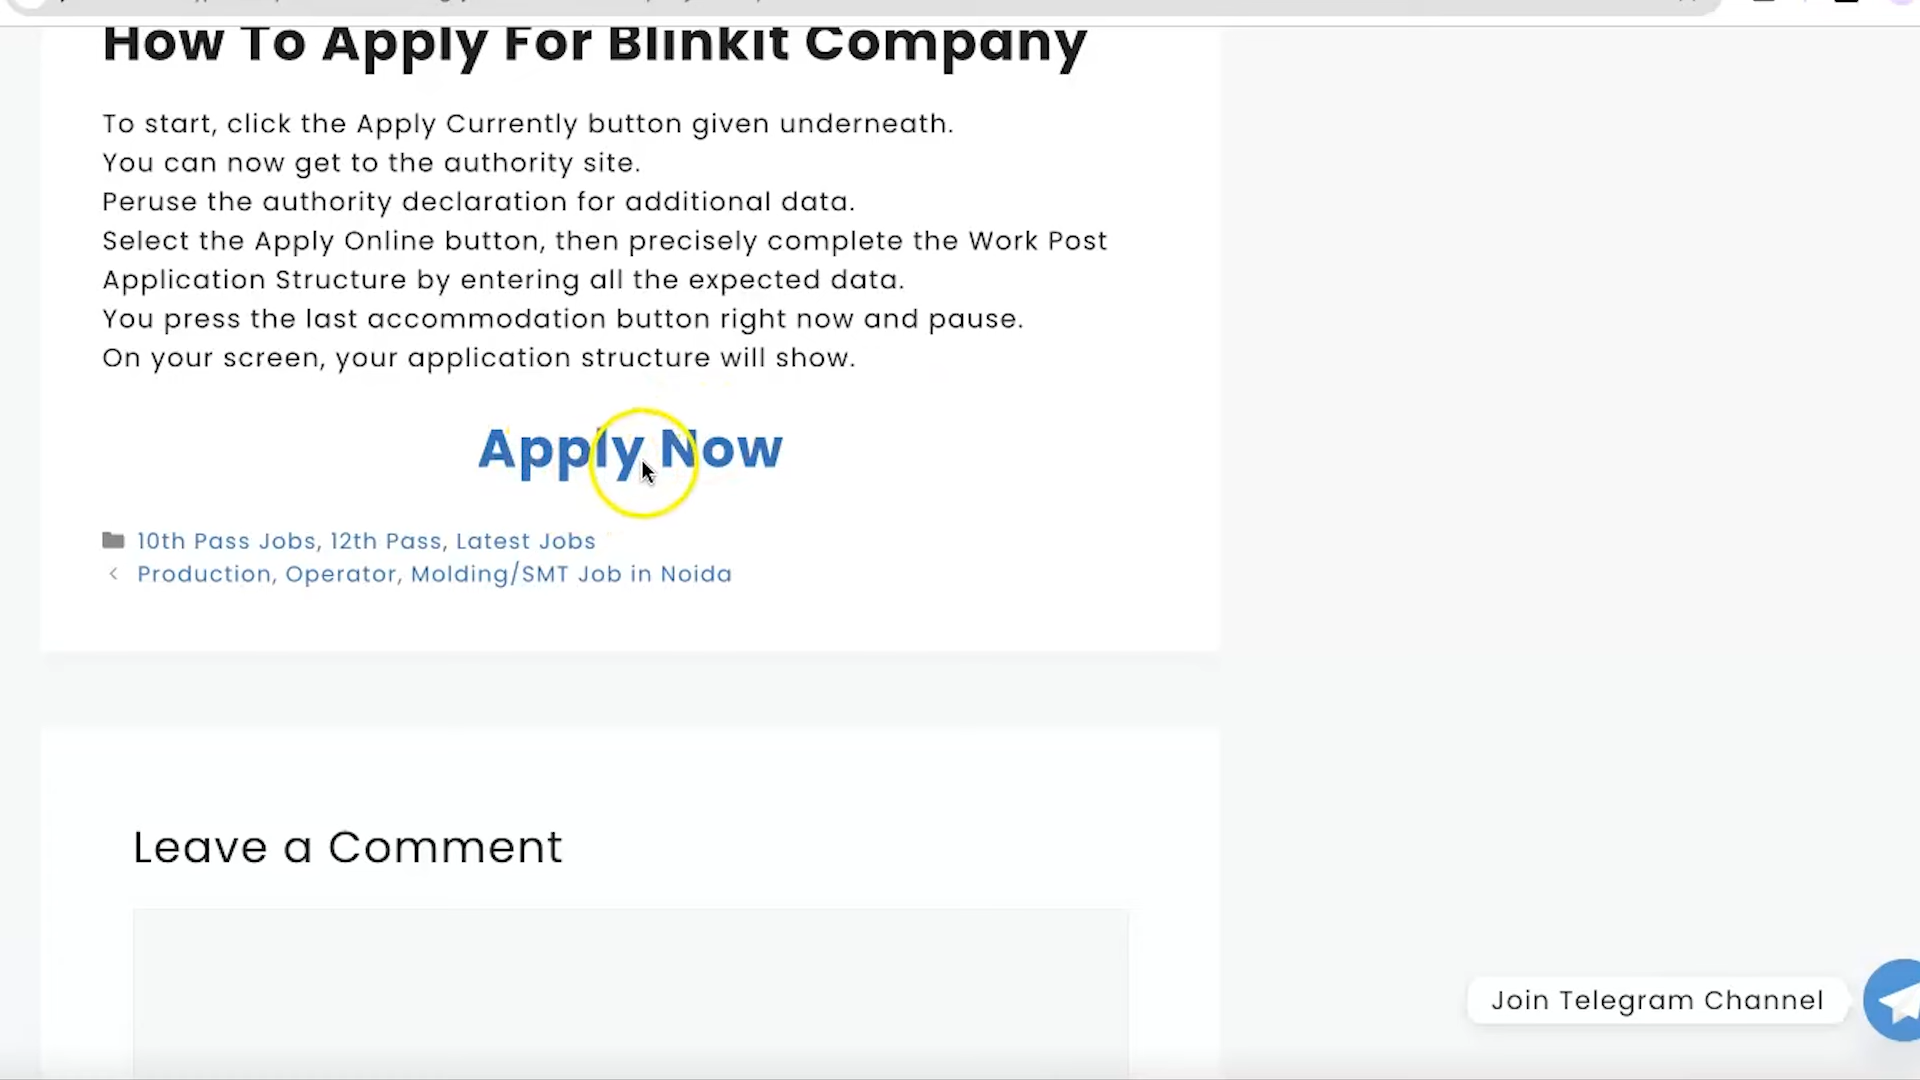 How To Apply For Blinkit Company
To start, click the Apply Currently button given underneath.
You can now get to the authority site.
Peruse the authority declaration for additional data.
Select the Apply Online button, then precisely complete the Work Post
Application Structure by entering all the expected data.
You press the last accommodation button right now and pause.
On your screen, your application structure will show.
Apply Now
10th Pass Jobs, 12th Pass, Latest Jobs
Production, Operator, Molding/SMT Job in Noida
Leave a Comment
Join Telegram Channel